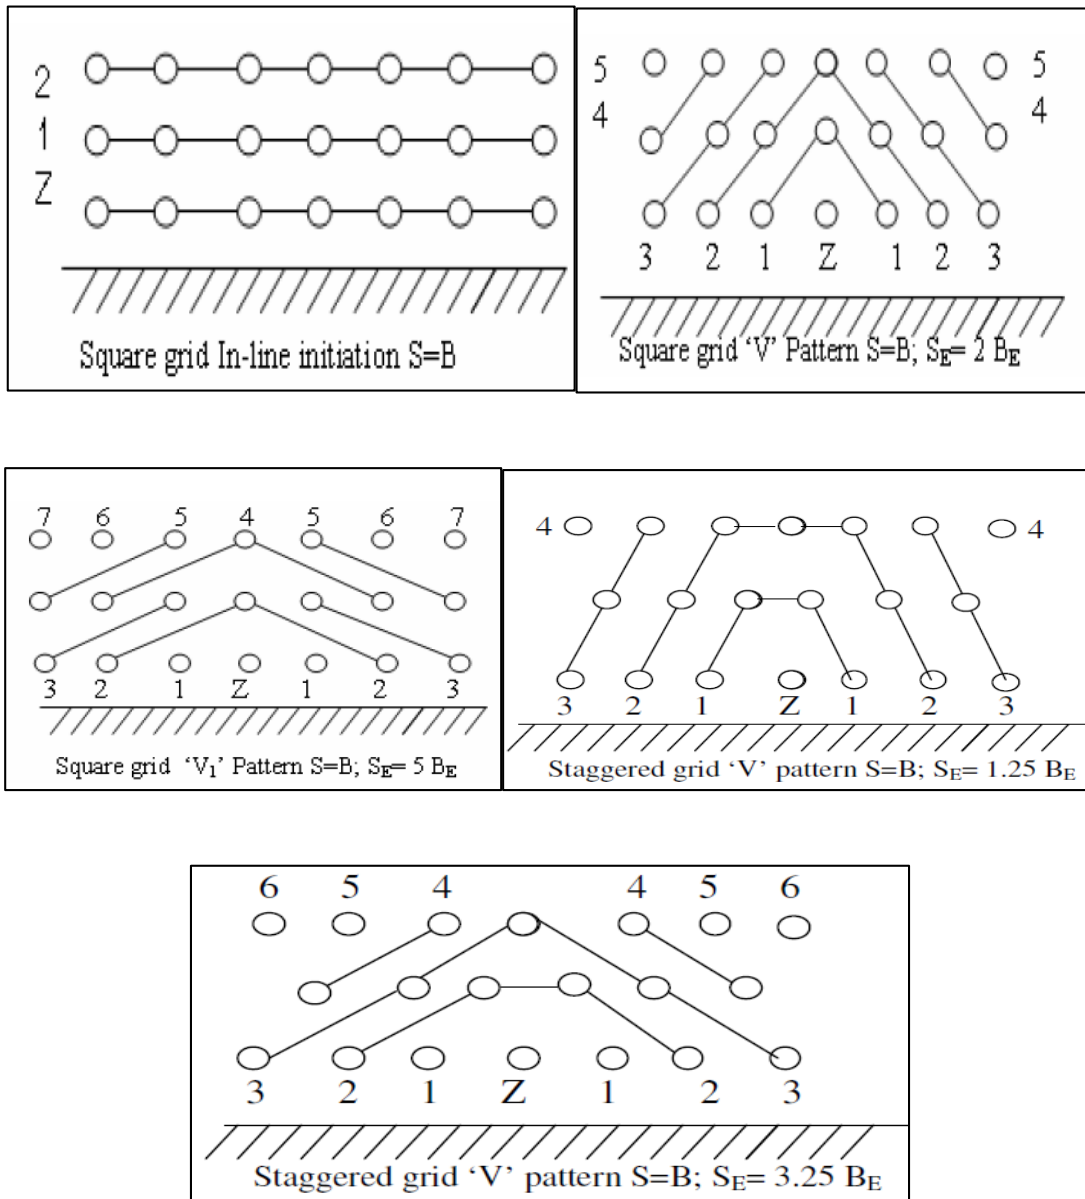 2
1
Z
Square grid In-line initiation S=B
5 5
4 4
3 2 1 Z 1 2 3
Square grid 'V' Pattern S=B; SE= 2 BE
7 6 5 4 5 6 7
3 2 1 Z 1 2 3
Square grid 'V1' Pattern S=B; SE= 5 BE
4 4
3 2 1 Z 1 2 3
Staggered grid 'V' pattern S=B; SE= 1.25 BE
6 5 4 4 5 6
3 2 1 Z 1 2 3
Staggered grid 'V' pattern S=B; SE= 3.25 BE